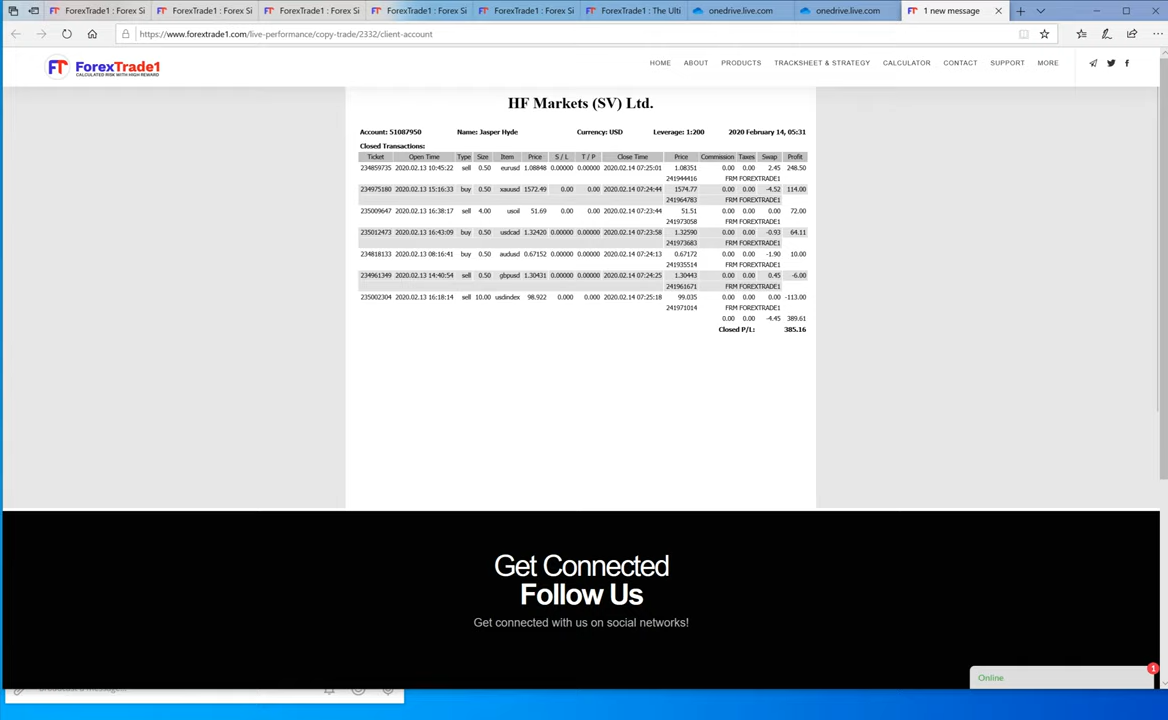 ForexTrade1 : Forex Si ForexTrade1 : Forex Si ForexTrade1 : Forex Si ForexTrade1 : Forex Si ForexTrade1 : Forex Si ForexTrade1 : The Ulti onedrive.live.com onedrive.live.com 1 new message
https://www.forextrade1.com/live-performance/copy-trade/2332/client-account
FT ForexTrade1 HOME ABOUT PRODUCTS TRACKSHEET & STRATEGY CALCULATOR CONTACT SUPPORT MORE
CALCULATED RISK WITH HIGH REWARD
HF Markets (SV) Ltd.
Account: 51087950 Name: Jasper Hyde Currency: USD Leverage: 1:200 2020 February 14, 05:31
Closed Transactions:
Ticket Open Time Type Size Item Price S / L T / P Close Time Price Commission Taxes Swap Profit
234859735 2020.02.13 10:45:22 sell 0.50 eurusd 1.08848 0.00000 0.00000 2020.02.14 07:25:01 1.08351 0.00 0.00 2.45 248.50
241944416 FRM FOREXTRADE1
234975180 2020.02.13 15:16:33 buy 0.50 xauusd 1572.49 0.00 0.00 2020.02.14 07:24:44 1574.77 0.00 0.00 -4.52 114.00
241964783 FRM FOREXTRADE1
235009647 2020.02.13 16:38:17 sell 4.00 usoil 51.69 0.00 0.00 2020.02.14 07:23:44 51.51 0.00 0.00 0.00 72.00
241973058 FRM FOREXTRADE1
235012473 2020.02.13 16:43:09 buy 0.50 usdcad 1.32420 0.00000 0.00000 2020.02.14 07:23:58 1.32590 0.00 0.00 -0.93 64.11
241973683 FRM FOREXTRADE1
234818133 2020.02.13 08:16:41 buy 0.50 audusd 0.67152 0.00000 0.00000 2020.02.14 07:24:13 0.67172 0.00 0.00 -1.90 10.00
241935514 FRM FOREXTRADE1
234961349 2020.02.13 14:40:54 sell 0.50 gbpusd 1.30431 0.00000 0.00000 2020.02.14 07:24:25 1.30443 0.00 0.00 0.45 -6.00
241961671 FRM FOREXTRADE1
235002304 2020.02.13 16:18:14 sell 10.00 usdindex 98.922 0.000 0.000 2020.02.14 07:25:18 99.035 0.00 0.00 0.00 -113.00
241971014 FRM FOREXTRADE1
0.00 0.00 -4.45 389.61
Closed P/L: 385.16
Get Connected
Follow Us
Get connected with us on social networks!
Online 1